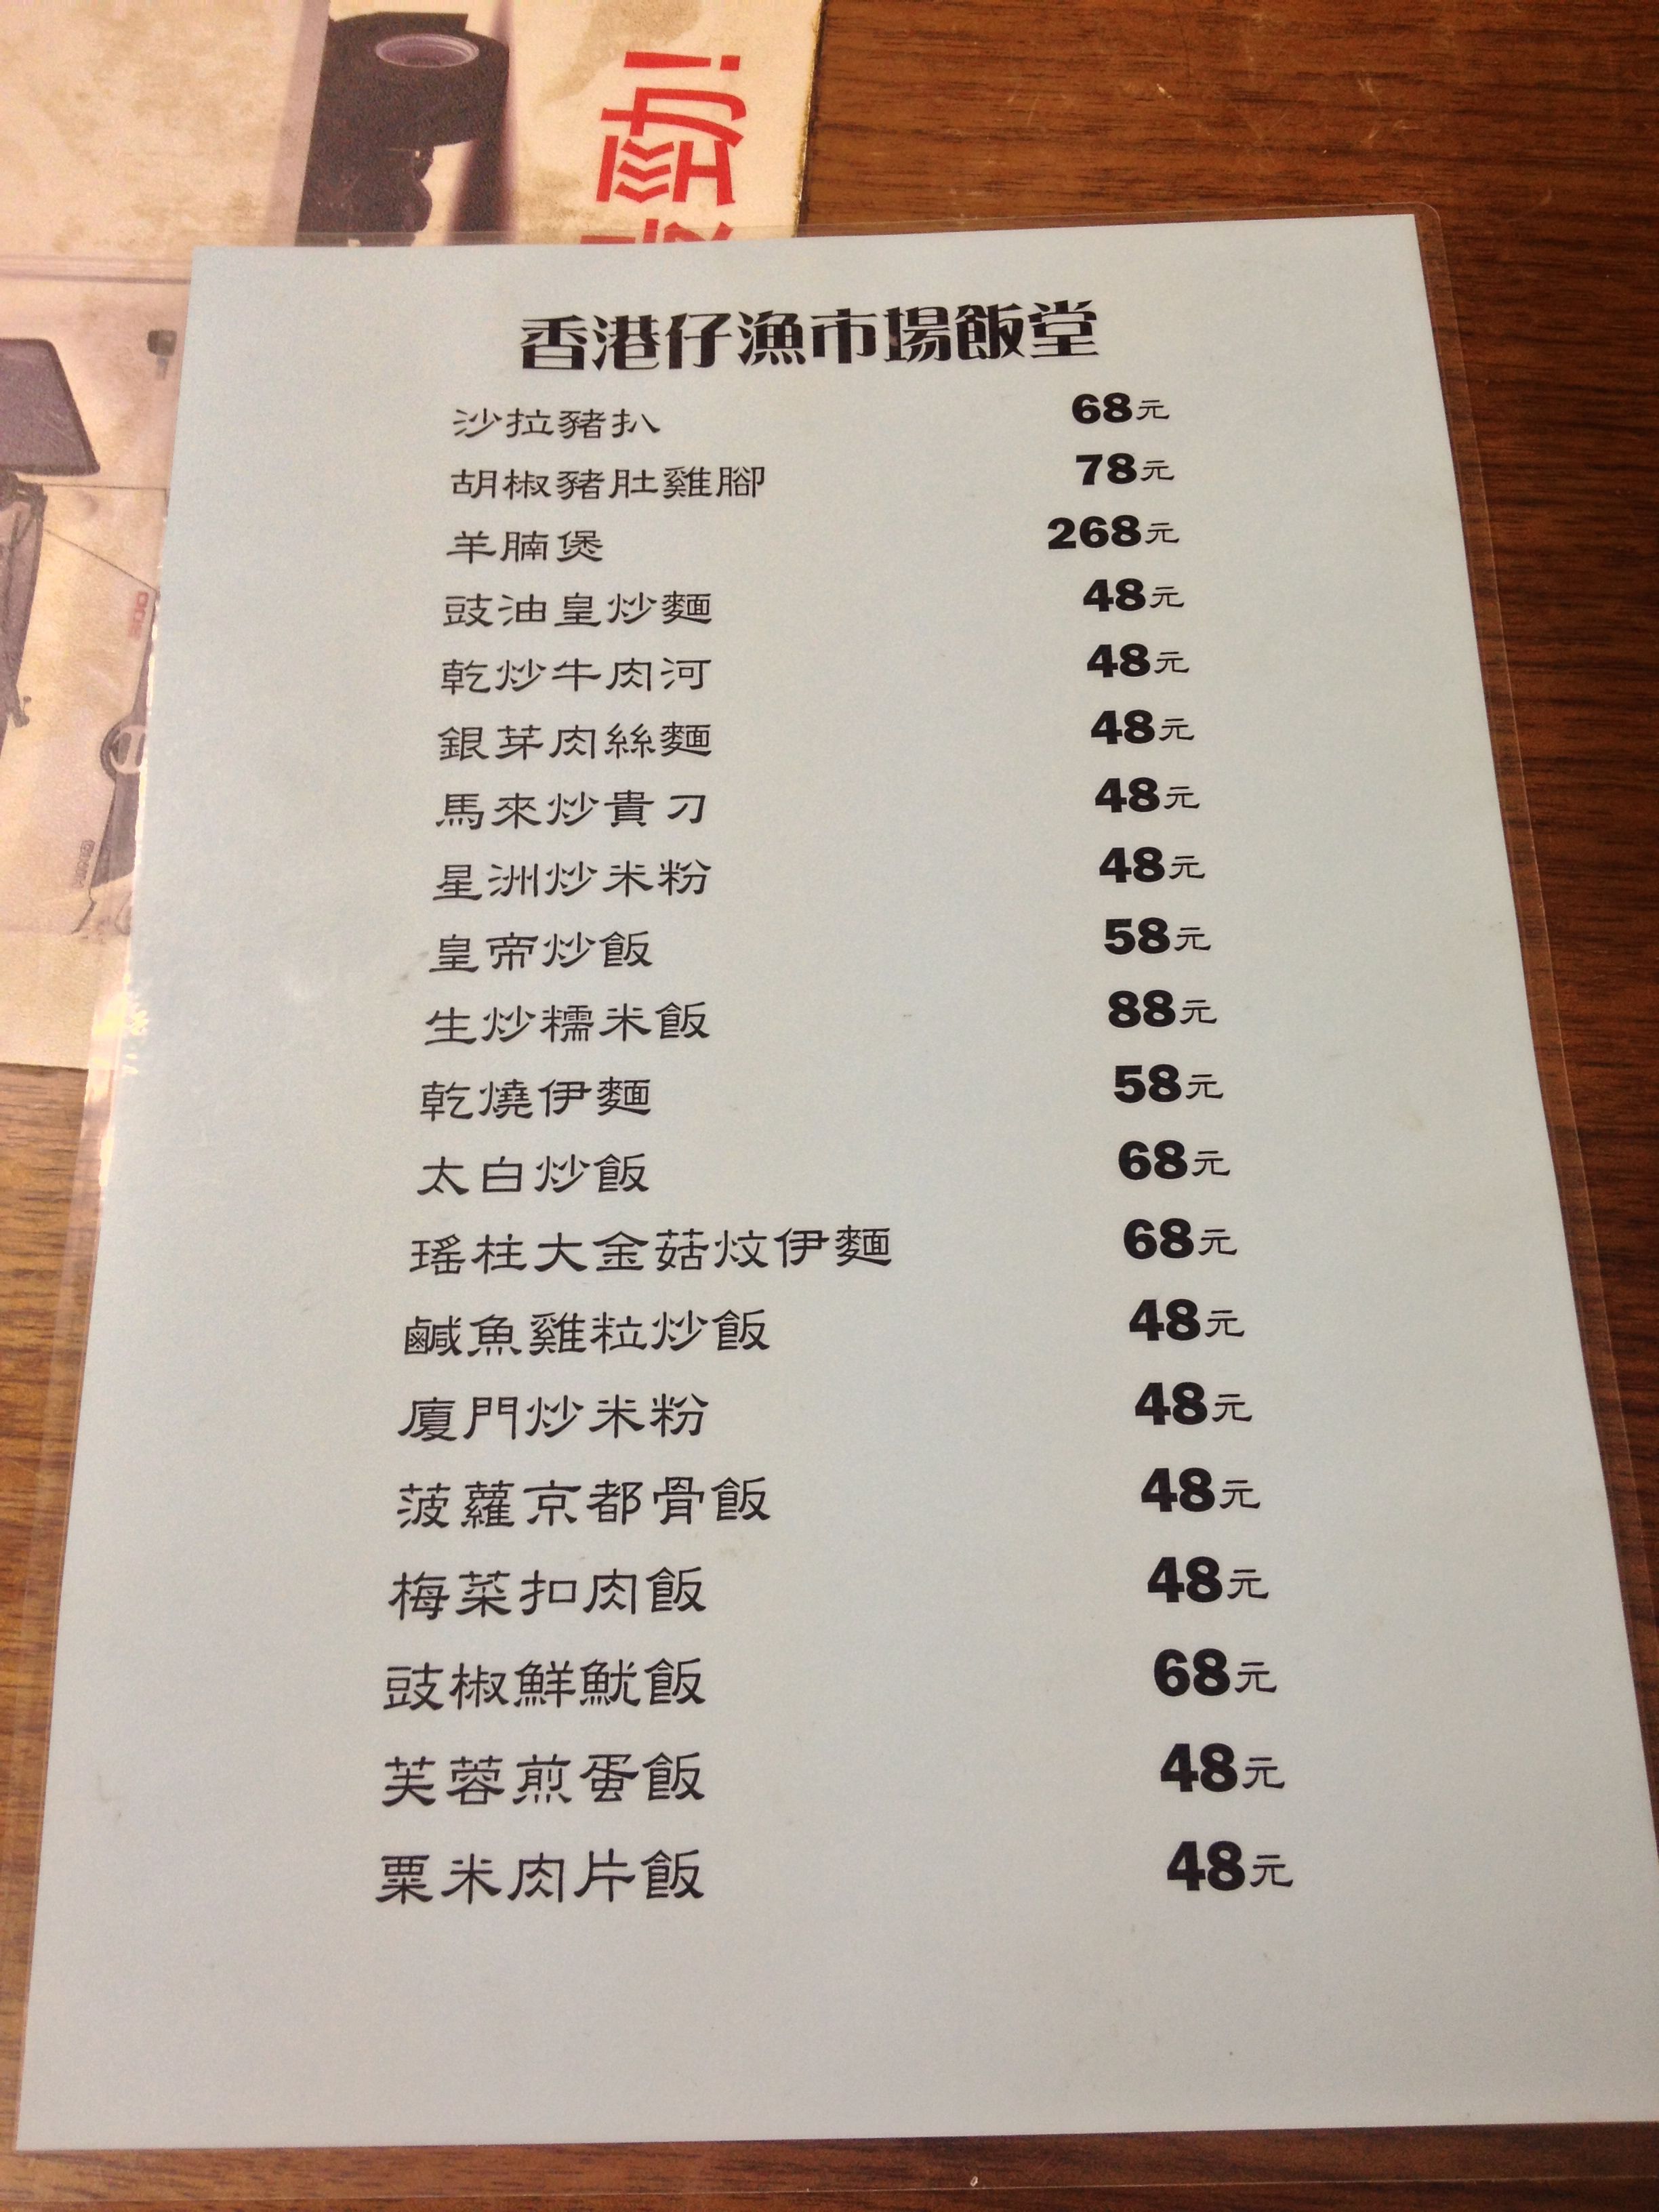 香港仔漁市場飯堂
沙拉豬扒 68元
胡椒豬肚雞腳 78元
羊腩煲 268元
豉油皇炒麵 48元
乾炒牛肉河 48元
銀芽肉絲麵 48元
馬來炒貴刁 48元
星洲炒米粉 48元
皇帝炒飯 58元
生炒糯米飯 88元
乾燒伊麵 58元
太白炒飯 68元
瑤柱大金菇炆伊麵 68元
鹹魚雞粒炒飯 48元
廈門炒米粉 48元
菠蘿京都骨飯 48元
梅菜扣肉飯 48元
豉椒鮮魷飯 68元
芙蓉煎蛋飯 48元
粟米肉片飯 48元